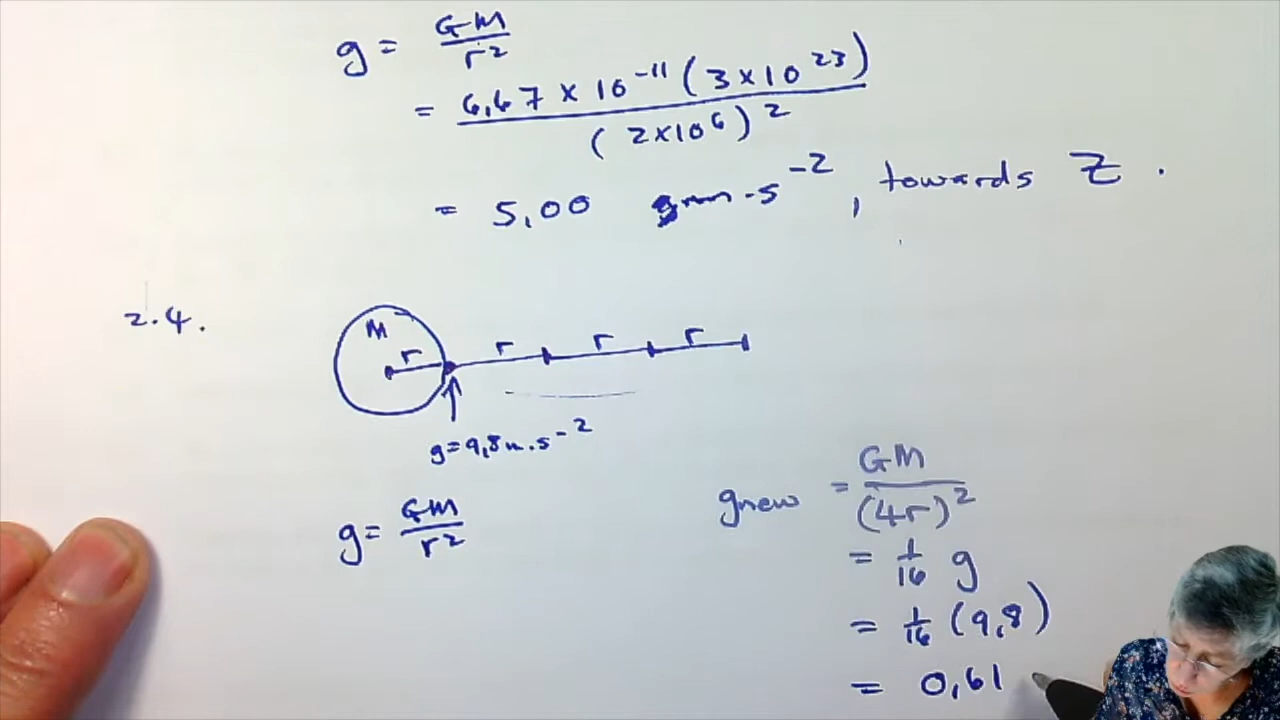 g = GM / r²
= 6,67 × 10⁻¹¹ (3×10²³) / (2×10⁶)²
= 5,00 m·s⁻², towards Z.
2.4.
M
r r r r
g=9,8m.s⁻²
g= GM / r²
gnew = GM / (4r)²
= 1/16 g
= 1/16 (9,8)
= 0,61